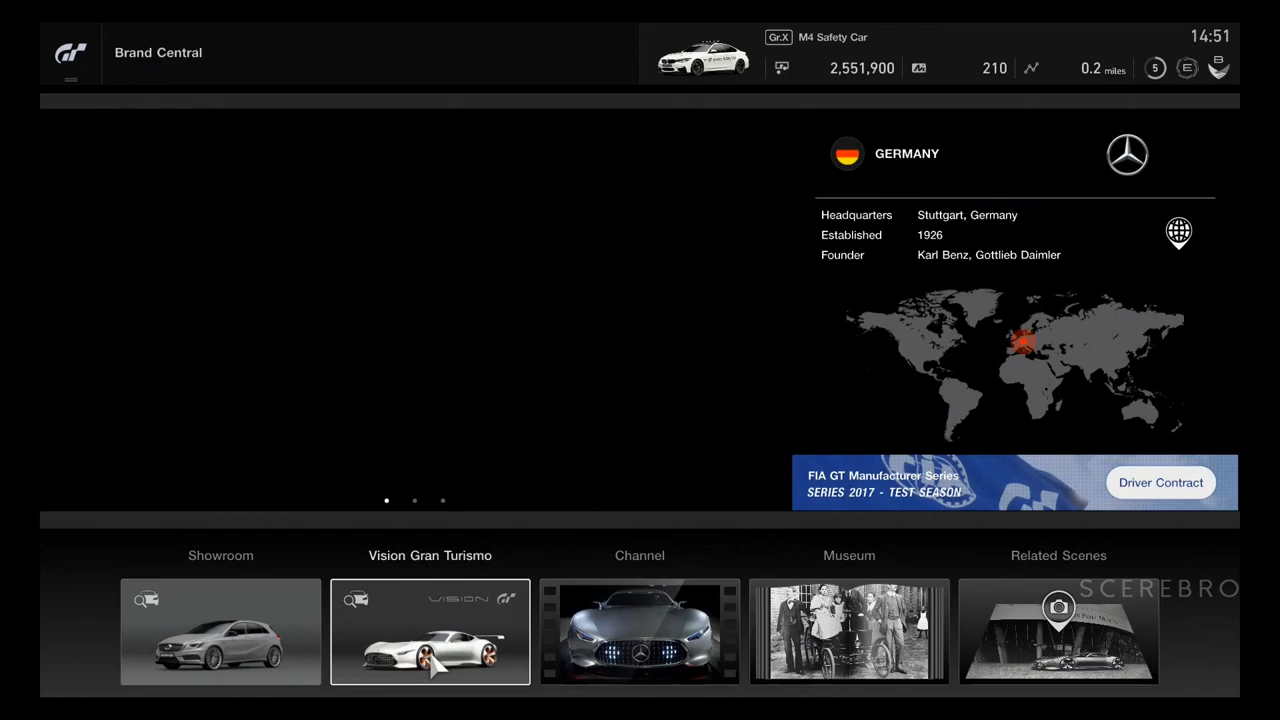 Brand Central
Gr.X M4 Safety Car
14:51
2,551,900
210
0.2 miles
5
E
B
GERMANY
Headquarters Stuttgart, Germany
Established 1926
Founder Karl Benz, Gottlieb Daimler
FIA GT Manufacturer Series
SERIES 2017 - TEST SEASON
Driver Contract
Showroom
Vision Gran Turismo
Channel
Museum
Related Scenes
VISION
SCEREBRO